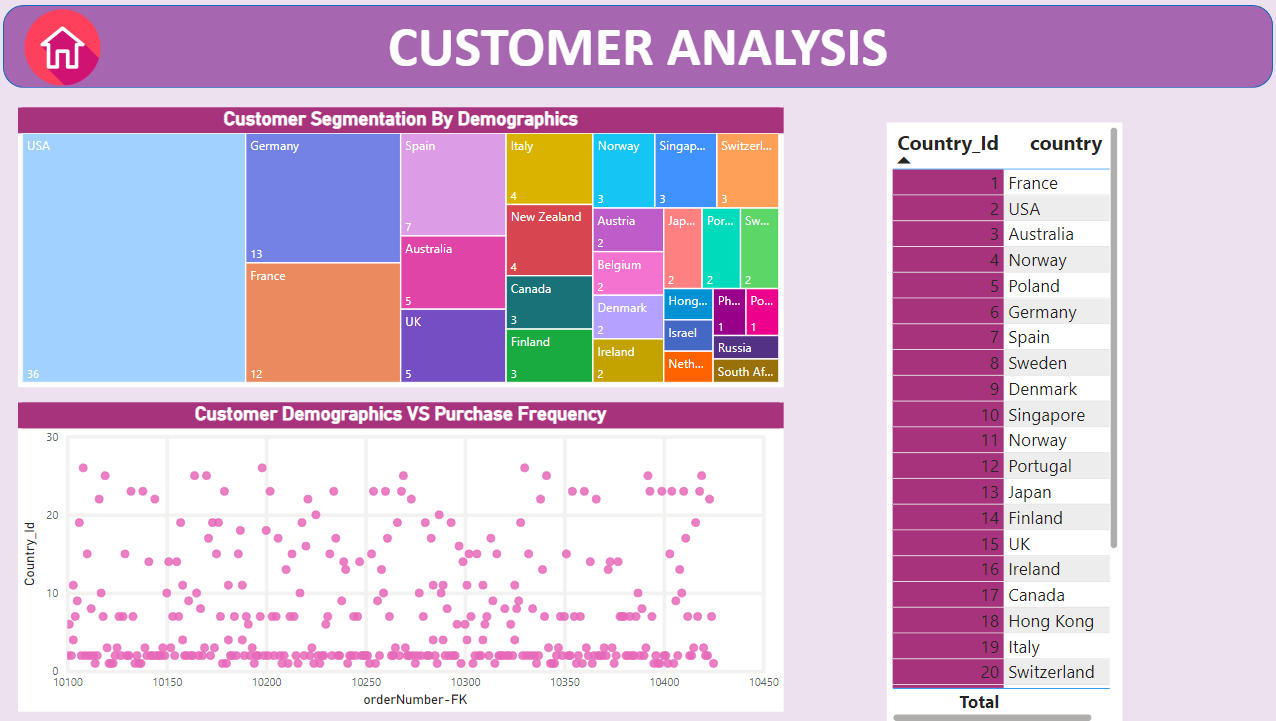 CUSTOMER ANALYSIS
Customer Segmentation By Demographics
USA
36
Germany
13
France
12
Spain
7
Australia
5
UK
5
Italy
4
New Zealand
4
Canada
3
Finland
3
Norway
3
Singap...
3
Switzerl...
3
Austria
2
Belgium
2
Denmark
2
Ireland
2
Jap...
2
Por...
2
Sw...
2
Hong...
Israel
Neth...
Ph...
1
Po...
1
Russia
South Af...
Customer Demographics VS Purchase Frequency
Country_Id
30
20
10
0
10100 10150 10200 10250 10300 10350 10400 10450
orderNumber-FK
Country_Id country
1 France
2 USA
3 Australia
4 Norway
5 Poland
6 Germany
7 Spain
8 Sweden
9 Denmark
10 Singapore
11 Norway
12 Portugal
13 Japan
14 Finland
15 UK
16 Ireland
17 Canada
18 Hong Kong
19 Italy
20 Switzerland
Total